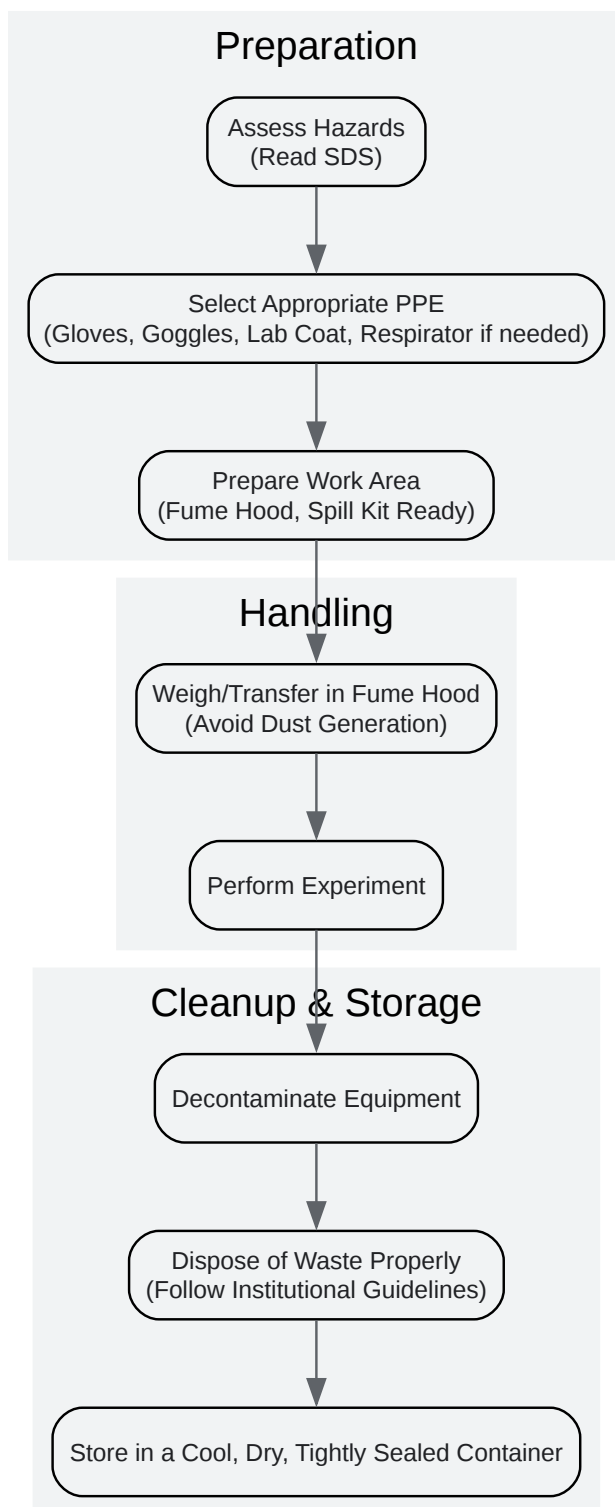 Preparation
Assess Hazards
(Read SDS)
Select Appropriate PPE
(Gloves, Goggles, Lab Coat, Respirator if needed)
Prepare Work Area
(Fume Hood, Spill Kit Ready)
Handling
Weigh/Transfer in Fume Hood
(Avoid Dust Generation)
Perform Experiment
Cleanup & Storage
Decontaminate Equipment
Dispose of Waste Properly
(Follow Institutional Guidelines)
Store in a Cool, Dry, Tightly Sealed Container